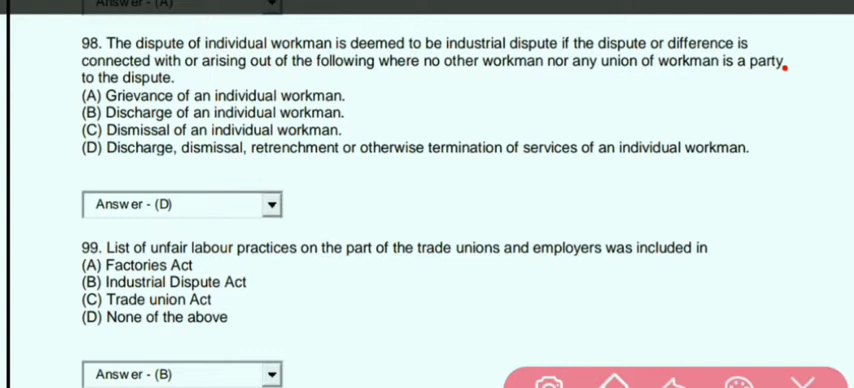 Answer - (A)
98. The dispute of individual workman is deemed to be industrial dispute if the dispute or difference is
connected with or arising out of the following where no other workman nor any union of workman is a party
to the dispute.
(A) Grievance of an individual workman.
(B) Discharge of an individual workman.
(C) Dismissal of an individual workman.
(D) Discharge, dismissal, retrenchment or otherwise termination of services of an individual workman.
Answer - (D)
99. List of unfair labour practices on the part of the trade unions and employers was included in
(A) Factories Act
(B) Industrial Dispute Act
(C) Trade union Act
(D) None of the above
Answer - (B)